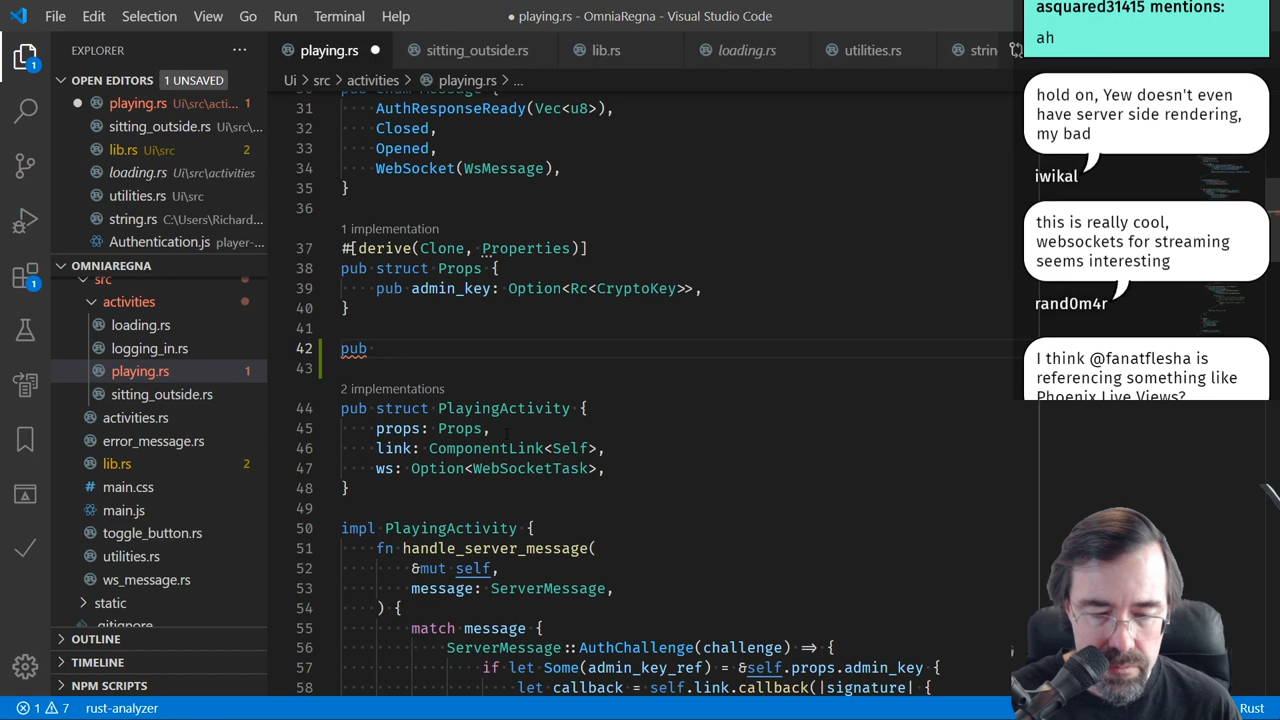 File Edit Selection View Go Run Terminal Help
● playing.rs - OmniaRegna - Visual Studio Code
EXPLORER
OPEN EDITORS 1 UNSAVED
playing.rs Ui\src\acti... 1
sitting_outside.rs Ui\src\ac...
lib.rs Ui\src 2
loading.rs Ui\src\activities
utilities.rs Ui\src
string.rs C:\Users\Richard...
Authentication.js player-...
OMNIAREGNA
src
activities
loading.rs
logging_in.rs
playing.rs 1
sitting_outside.rs
activities.rs
error_message.rs
lib.rs 2
main.css
main.js
toggle_button.rs
utilities.rs
ws_message.rs
static
.gitignore
OUTLINE
TIMELINE
NPM SCRIPTS
playing.rs ● sitting_outside.rs lib.rs loading.rs utilities.rs strin
Ui > src > activities > playing.rs > ...
30 pub enum Message {
31 AuthResponseReady(Vec<u8>),
32 Closed,
33 Opened,
34 WebSocket(WsMessage),
35 }
36
1 implementation
37 #[derive(Clone, Properties)]
38 pub struct Props {
39 pub admin_key: Option<Rc<CryptoKey>>,
40 }
41
42 pub
43
2 implementations
44 pub struct PlayingActivity {
45 props: Props,
46 link: ComponentLink<Self>,
47 ws: Option<WebSocketTask>,
48 }
49
50 impl PlayingActivity {
51 fn handle_server_message(
52 &mut self,
53 message: ServerMessage,
54 ) {
55 match message {
56 ServerMessage::AuthChallenge(challenge) => {
57 if let Some(admin_key_ref) = &self.props.admin_key {
58 let callback = self.link.callback(|signature| {
asquared31415 mentions:
ah
hold on, Yew doesn't even
have server side rendering,
my bad
iwikal
this is really cool,
websockets for streaming
seems interesting
rand0m4r
I think @fanatflesha is
referencing something like
Phoenix Live Views?
1 7 rust-analyzer
Rust